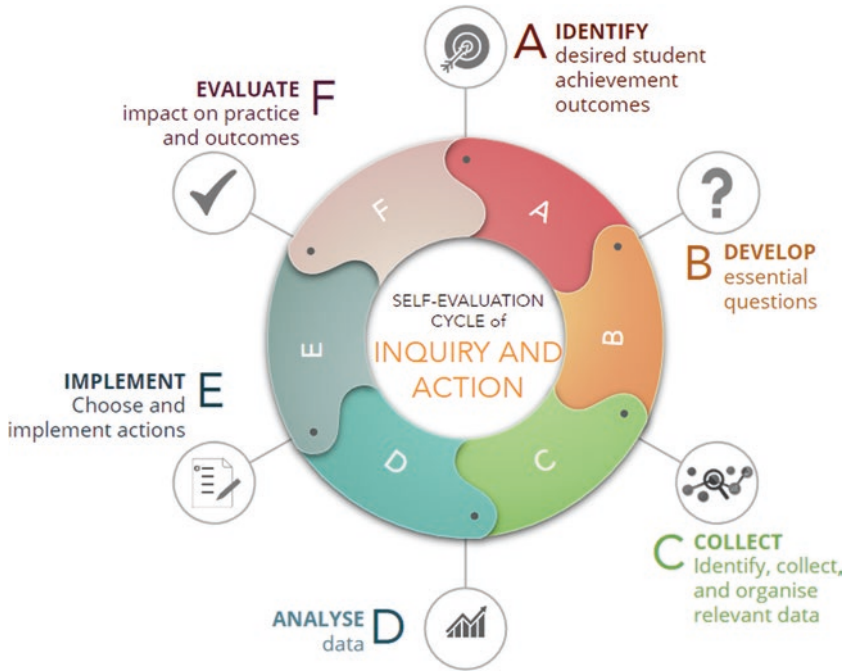 A IDENTIFY
desired student
achievement
outcomes
B DEVELOP
essential
questions
C COLLECT
Identify, collect,
and organise
relevant data
ANALYSE D
data
IMPLEMENT E
Choose and
implement actions
EVALUATE F
impact on practice
and outcomes
A
B
C
D
E
F
SELF-EVALUATION
CYCLE of
INQUIRY AND
ACTION
?